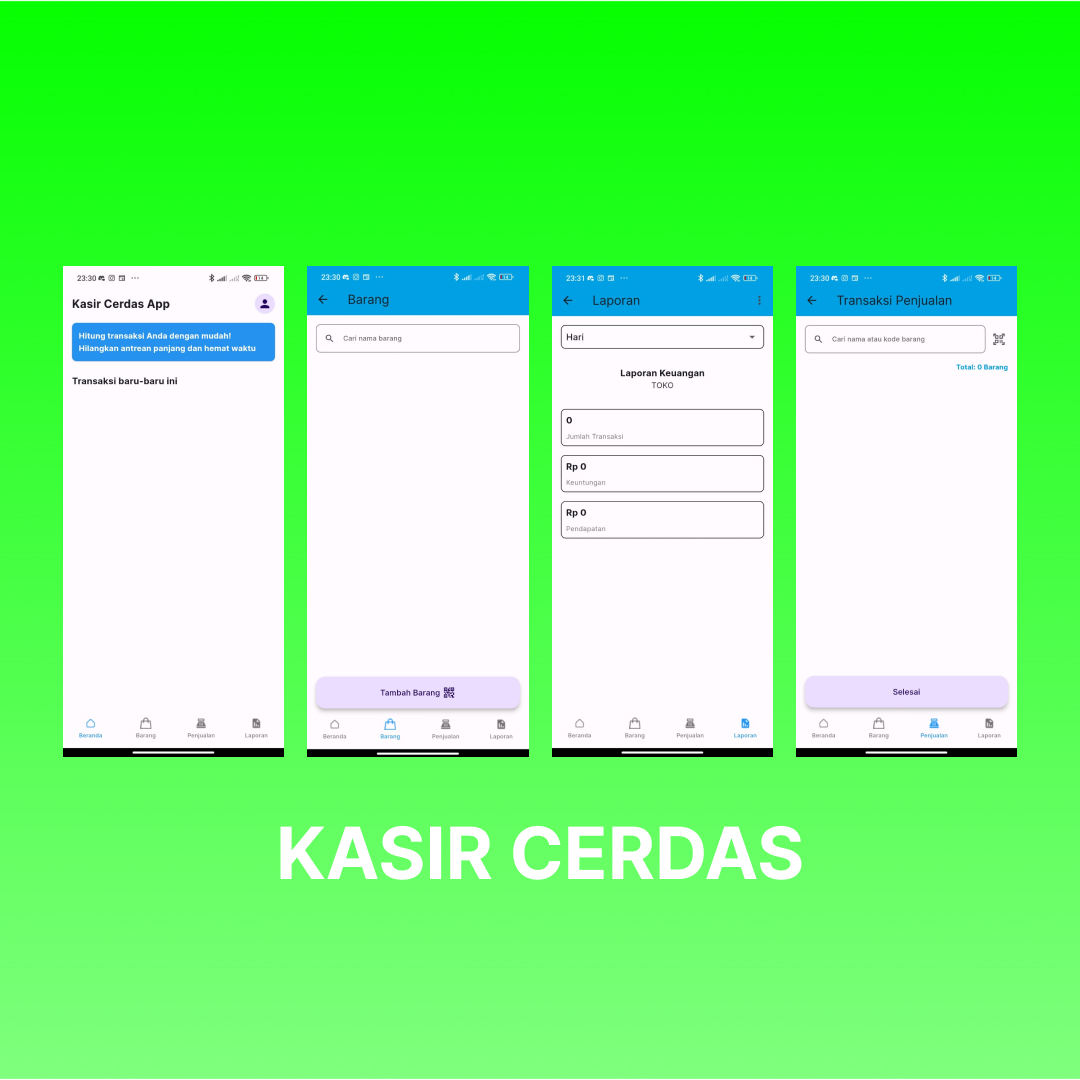 23:30
Kasir Cerdas App
Hitung transaksi Anda dengan mudah!
Hilangkan antrean panjang dan hemat waktu
Transaksi baru-baru ini
Beranda
Barang
Penjualan
Laporan
23:30
Barang
Cari nama barang
Tambah Barang
Beranda
Barang
Penjualan
Laporan
23:31
Laporan
Hari
Laporan Keuangan
TOKO
0
Jumlah Transaksi
Rp 0
Keuntungan
Rp 0
Pendapatan
Beranda
Barang
Penjualan
Laporan
23:30
Transaksi Penjualan
Cari nama atau kode barang
Total: 0 Barang
Selesai
Beranda
Barang
Penjualan
Laporan
KASIR CERDAS